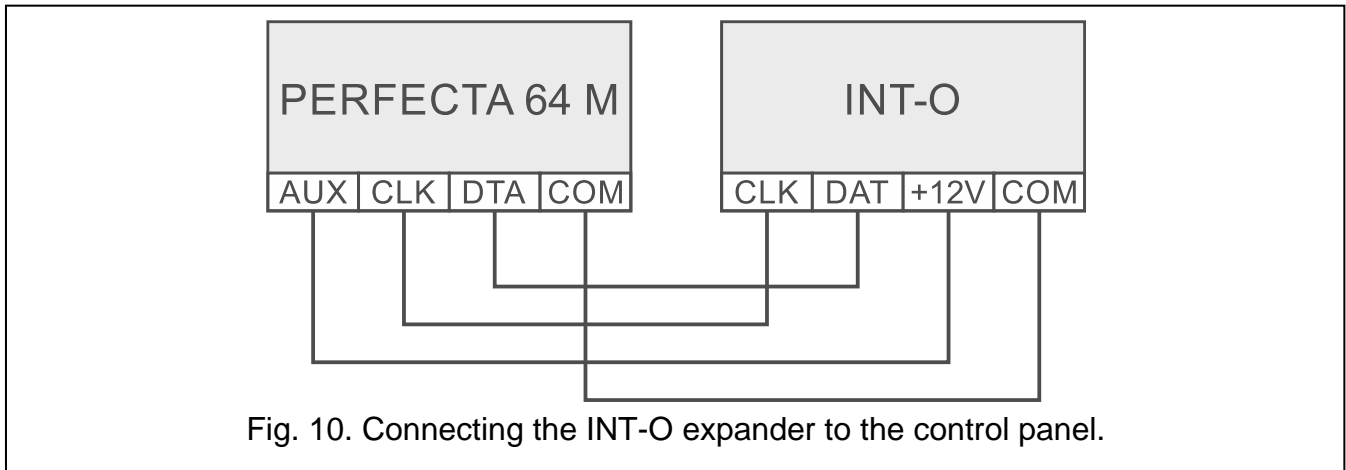 PERFECTA 64 M INT-O
AUX CLK DTA COM CLK DAT +12V COM
Fig. 10. Connecting the INT-O expander to the control panel.